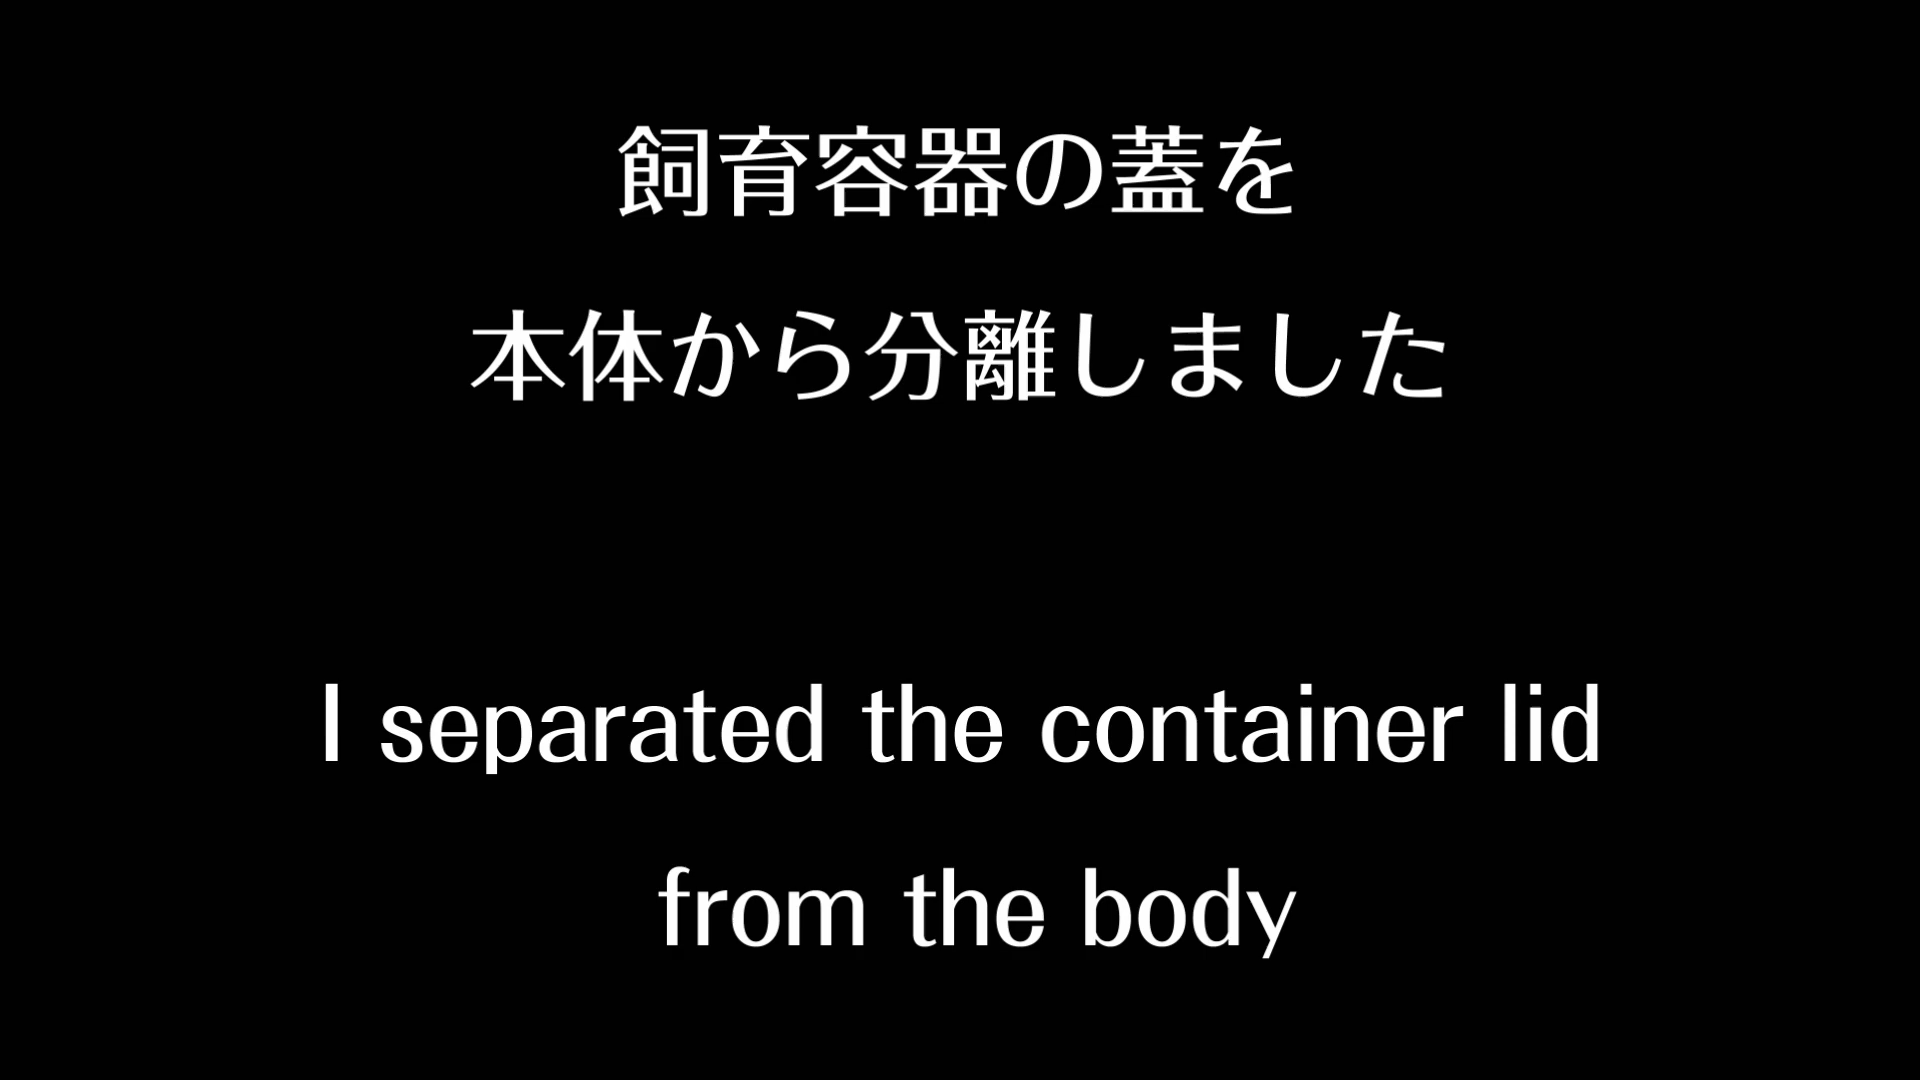 飼育容器の蓋を
本体から分離しました
I separated the container lid
from the body